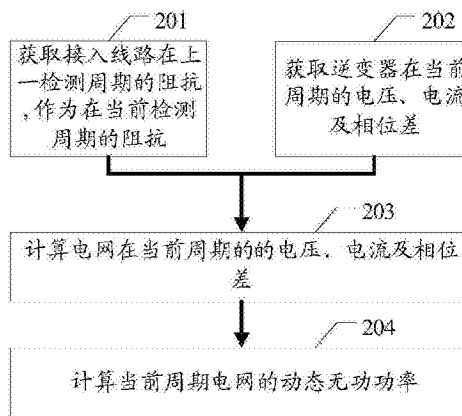 201
202
获取接入线路在上
一检测周期的阻抗
,作为在当前检测
周期的阻抗
获取逆变器在当前
周期的电压、电流
及相位差
203
计算电网在当前周期的的电压、电流及相位
差
204
计算当前周期电网的动态无功功率